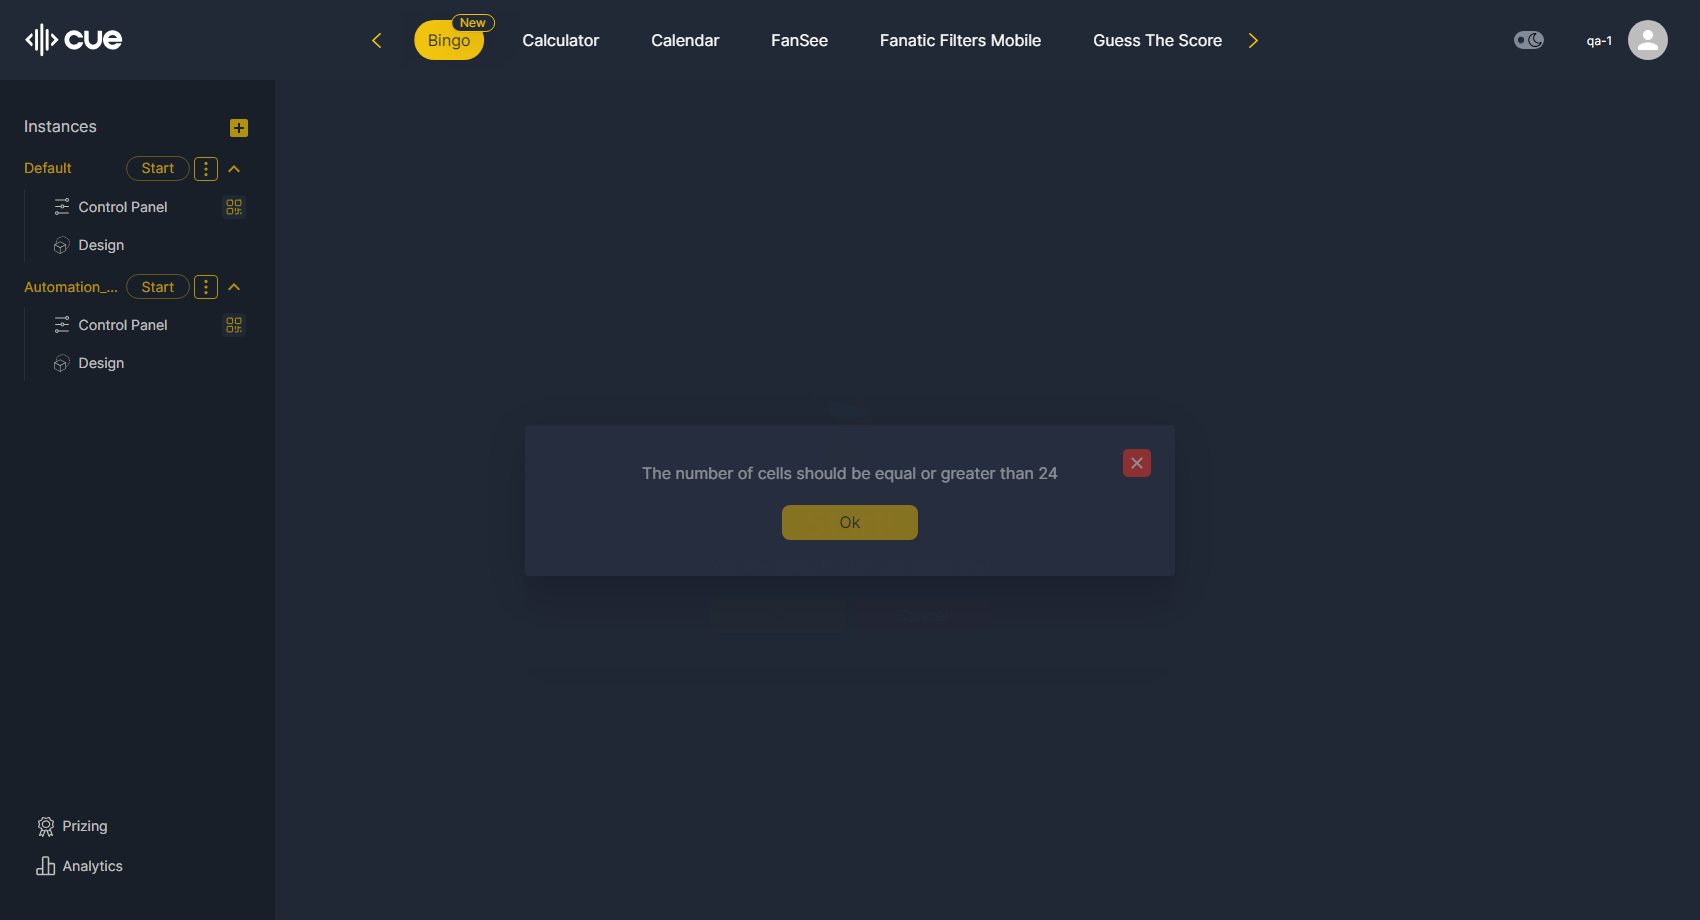 cue
New
Bingo
Calculator
Calendar
FanSee
Fanatic Filters Mobile
Guess The Score
qa-1
Instances
Default
Start
Control Panel
Design
Automation_...
Start
Control Panel
Design
The number of cells should be equal or greater than 24
Ok
Prizing
Analytics